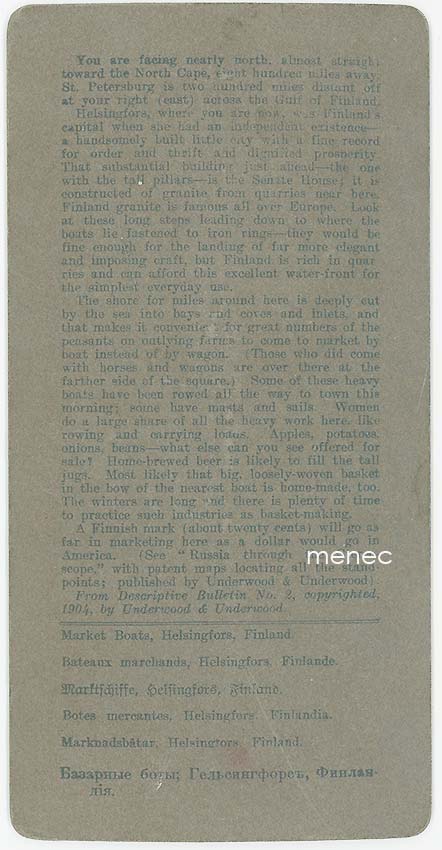 You are facing nearly north, almost straight
toward the North Cape, eight hundred miles away.
St. Petersburg is two hundred miles distant off
at your right (east) across the Gulf of Finland.
Helsingfors, where you are now, was Finland's
capital when she had an independent existence—
a handsomely built little city with a fine record
for order and thrift and dignified prosperity.
That substantial building just ahead—the one
with the tall pillars—is the Senate House; it is
constructed of granite from quarries near here.
Finland granite is famous all over Europe. Look
at these long steps leading down to where the
boats lie fastened to iron rings—they would be
fine enough for the landing of far more elegant
and imposing craft, but Finland is rich in quar
ries and can afford this excellent water-front for
the simplest everyday use.
The shore for miles around here is deeply cut
by the sea into bays and coves and inlets, and
that makes it convenient for great numbers of the
peasants on outlying farms to come to market by
boat instead of by wagon. (Those who did come
with horses and wagons are over there at the
farther side of the square.) Some of these heavy
boats have been rowed all the way to town this
morning; some have masts and sails. Women
do a large share of all the heavy work here, like
rowing and carrying loads. Apples, potatoes,
onions, beans—what else can you see offered for
sale? Home-brewed beer is likely to fill the tall
jugs. Most likely that big, loosely-woven basket
in the bow of the nearest boat is home-made, too.
The winters are long and there is plenty of time
to practice such industries as basket-making.
A Finnish mark (about twenty cents) will go as
far in marketing here as a dollar would go in
America. (See "Russia through
scope," with patent maps locating all the stand-
points; published by Underwood & Underwood)
From Descriptive Bulletin No. 2, copyrighted,
1904, by Underwood & Underwood.
menec
Market Boats, Helsingfors, Finland
Bateaux marchands, Helsingfors, Finlande.
Marktschiffe, Helsingfors, Finland.
Botes mercantes, Helsingfors, Finlandia.
Marknadsbåtar, Helsingfors, Finland.
Базарные боты; Гельсингфорсъ, Финлан-
дія.